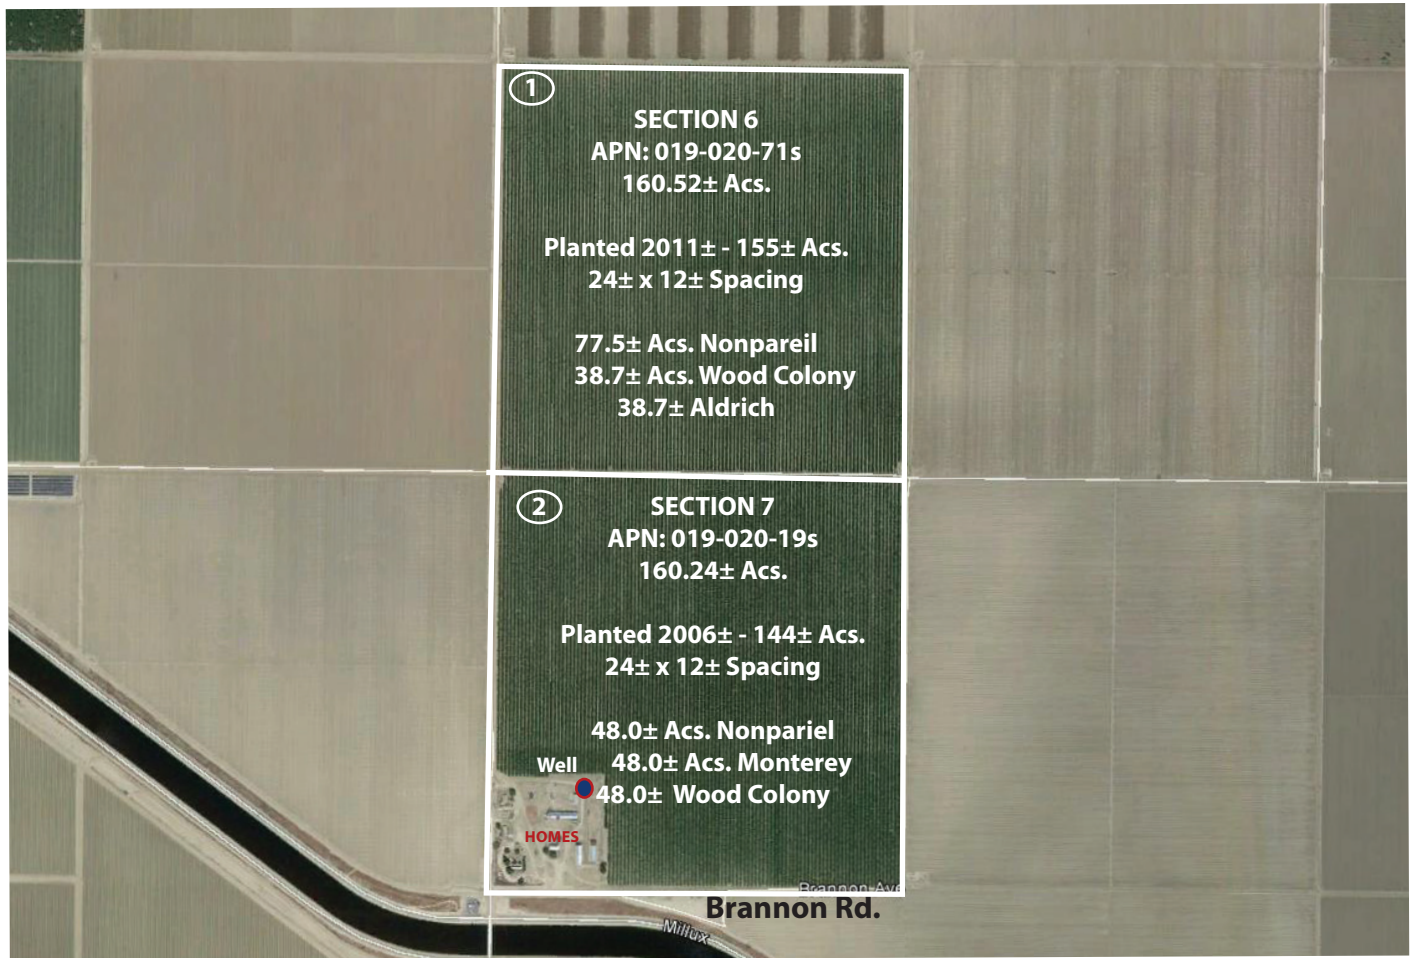 1
SECTION 6
APN: 019-020-71s
160.52± Acs.
Planted 2011± - 155± Acs.
24± x 12± Spacing
77.5± Acs. Nonpareil
38.7± Acs. Wood Colony
38.7± Aldrich
2
SECTION 7
APN: 019-020-19s
160.24± Acs.
Planted 2006± - 144± Acs.
24± x 12± Spacing
48.0± Acs. Nonpariel
Well
48.0± Acs. Monterey
48.0± Wood Colony
HOMES
Brannon Ave
Brannon Rd.
Millux